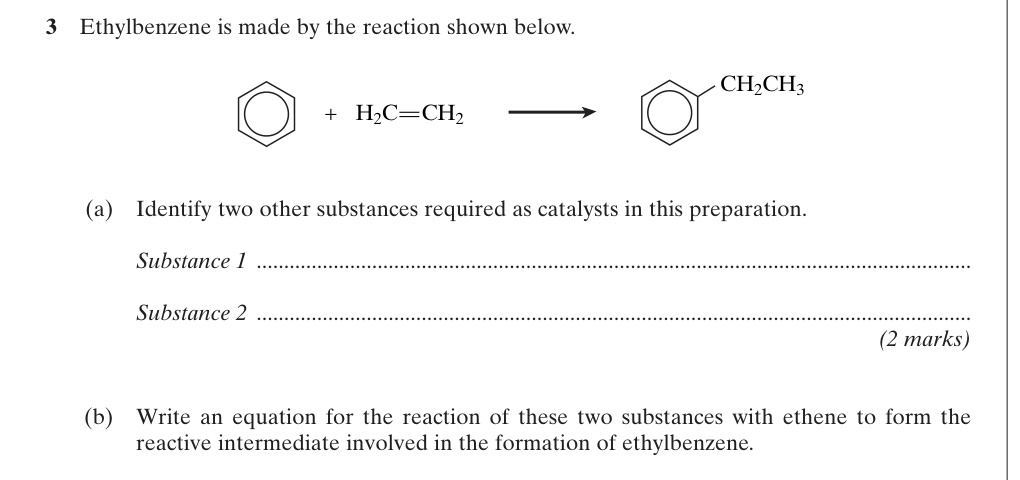 3 Ethylbenzene is made by the reaction shown below.
CH₂CH₃
+ H₂C=CH₂
(a) Identify two other substances required as catalysts in this preparation.
Substance 1 ..........................................................................................
Substance 2 ..........................................................................................
(2 marks)
(b) Write an equation for the reaction of these two substances with ethene to form the
reactive intermediate involved in the formation of ethylbenzene.